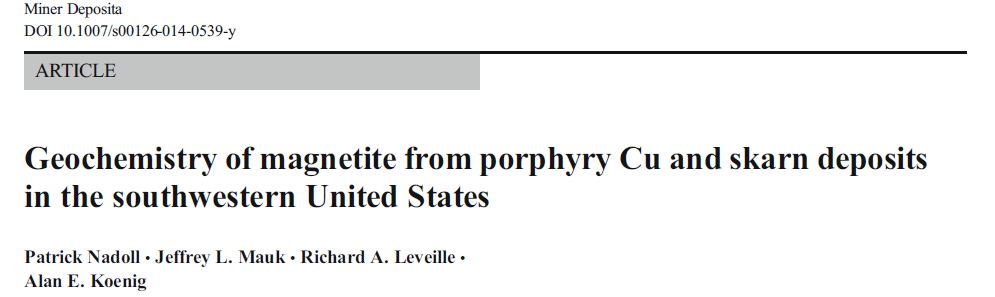 Miner Deposita
DOI 10.1007/s00126-014-0539-y
ARTICLE
Geochemistry of magnetite from porphyry Cu and skarn deposits
in the southwestern United States
Patrick Nadoll • Jeffrey L. Mauk • Richard A. Leveille •
Alan E. Koenig